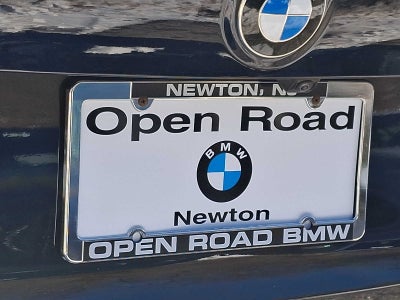 NEWTON, NJ
Open Road
BMW
Newton
OPEN ROAD BMW